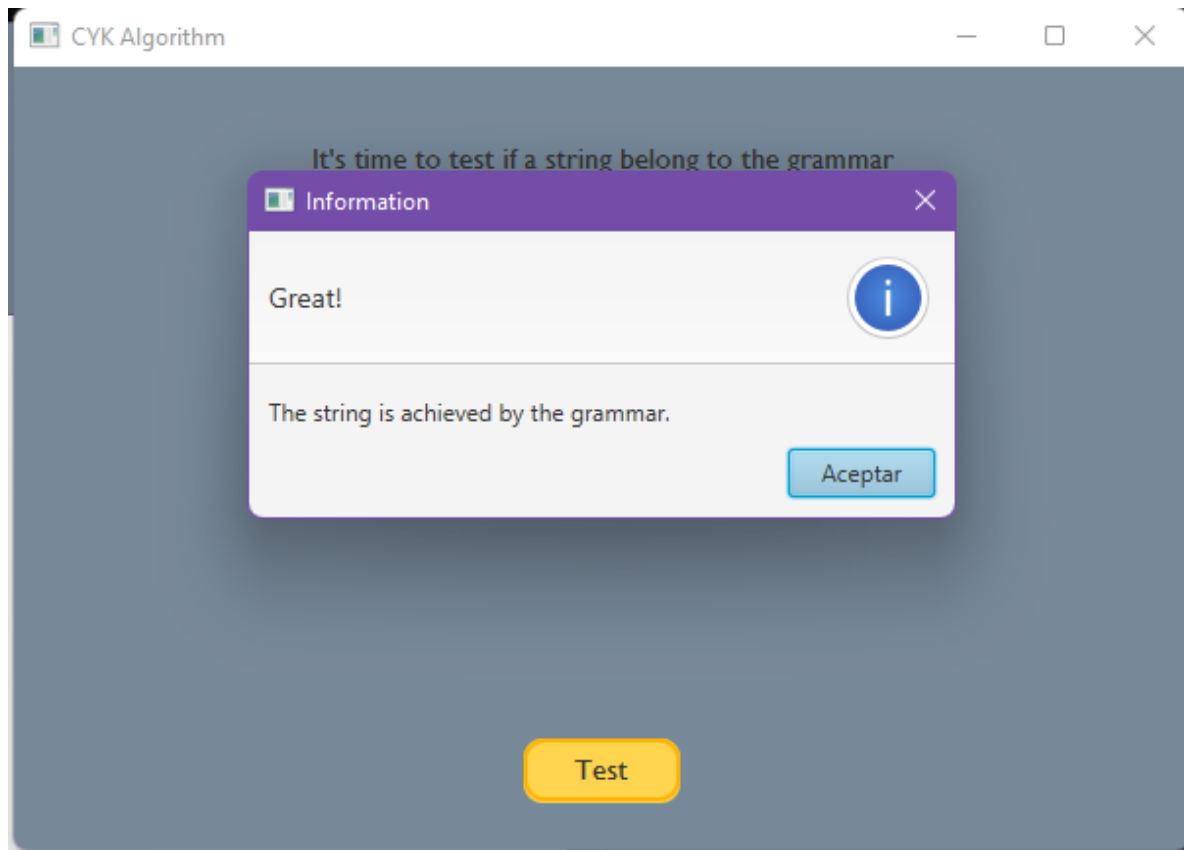 CYK Algorithm
It's time to test if a string belong to the grammar
Information
Great!
The string is achieved by the grammar.
Aceptar
Test